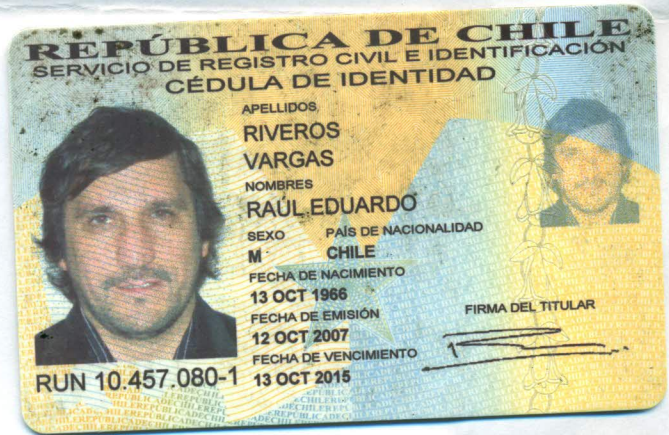 REPÚBLICA DE CHILE
SERVICIO DE REGISTRO CIVIL E IDENTIFICACIÓN
CÉDULA DE IDENTIDAD
APELLIDOS
RIVEROS
VARGAS
NOMBRES
RAÚL EDUARDO
SEXO PAÍS DE NACIONALIDAD
M CHILE
FECHA DE NACIMIENTO
13 OCT 1966
FECHA DE EMISIÓN
12 OCT 2007
FECHA DE VENCIMIENTO
13 OCT 2015
FIRMA DEL TITULAR
RUN 10.457.080-1